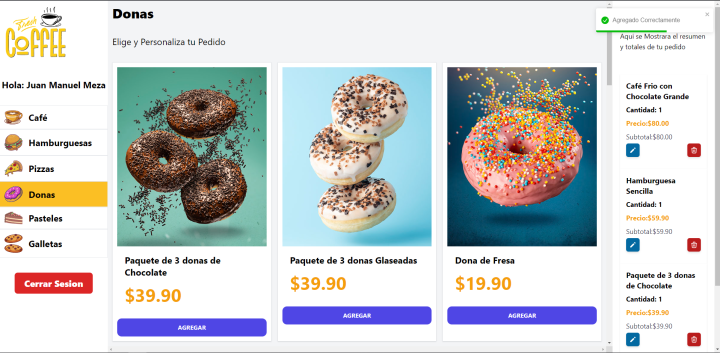 Fresh
COFFEE
Hola: Juan Manuel Meza
Café
Hamburguesas
Pizzas
Donas
Pasteles
Galletas
Cerrar Sesion
Donas
Elige y Personaliza tu Pedido
Paquete de 3 donas de
Chocolate
$39.90
AGREGAR
Paquete de 3 donas Glaseadas
$39.90
AGREGAR
Dona de Fresa
$19.90
AGREGAR
Agregado Correctamente
Aqui se Mostrara el resumen
y totales de tu pedido
Café Frio con
Chocolate Grande
Cantidad: 1
Precio:$80.00
Subtotal:$80.00
Hamburguesa
Sencilla
Cantidad: 1
Precio:$59.90
Subtotal:$59.90
Paquete de 3 donas
de Chocolate
Cantidad: 1
Precio:$39.90
Subtotal:$39.90